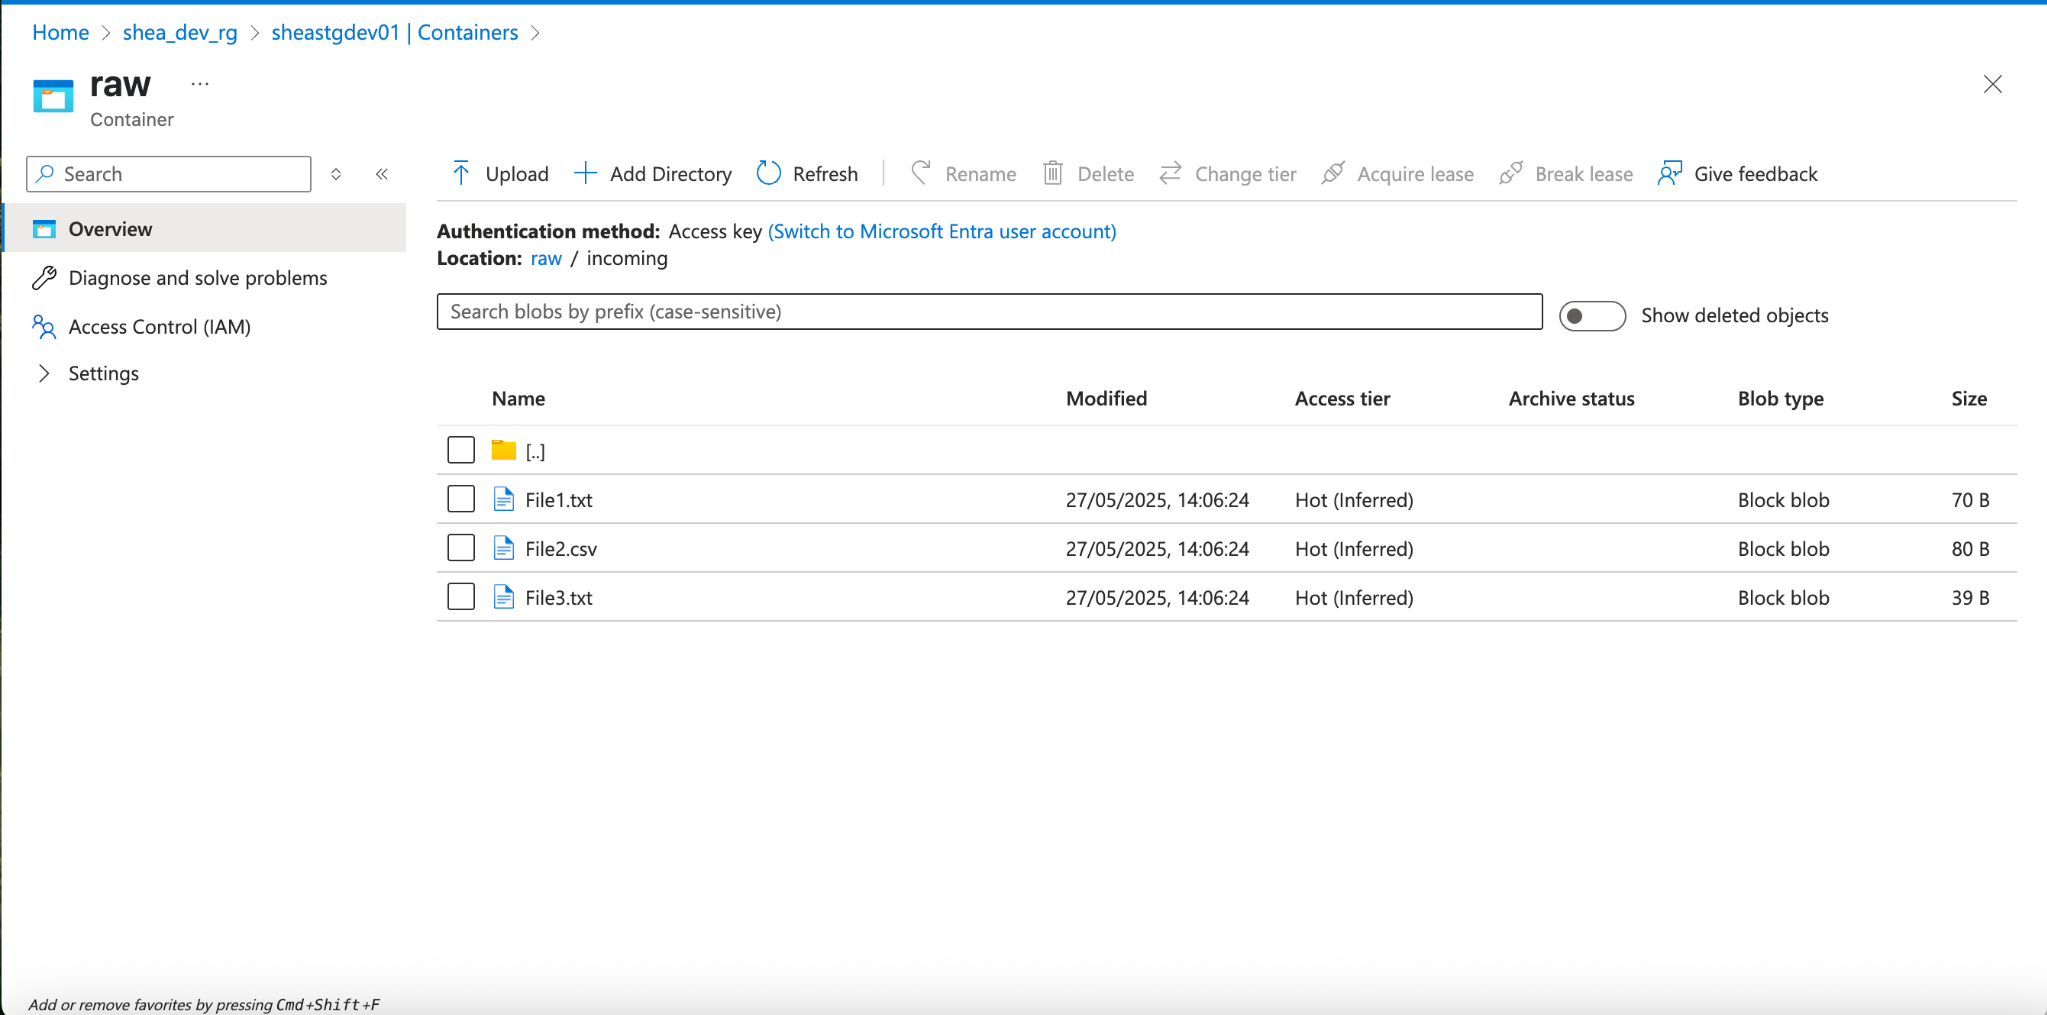 Home > shea_dev_rg > sheastgdev01 | Containers >
raw ...
Container
Search
Upload Add Directory Refresh Rename Delete Change tier Acquire lease Break lease Give feedback
Overview
Diagnose and solve problems
Access Control (IAM)
Settings
Authentication method: Access key (Switch to Microsoft Entra user account)
Location: raw / incoming
Search blobs by prefix (case-sensitive)
Show deleted objects
Name Modified Access tier Archive status Blob type Size
[..]
File1.txt 27/05/2025, 14:06:24 Hot (Inferred) Block blob 70 B
File2.csv 27/05/2025, 14:06:24 Hot (Inferred) Block blob 80 B
File3.txt 27/05/2025, 14:06:24 Hot (Inferred) Block blob 39 B
Add or remove favorites by pressing Cmd+Shift+F